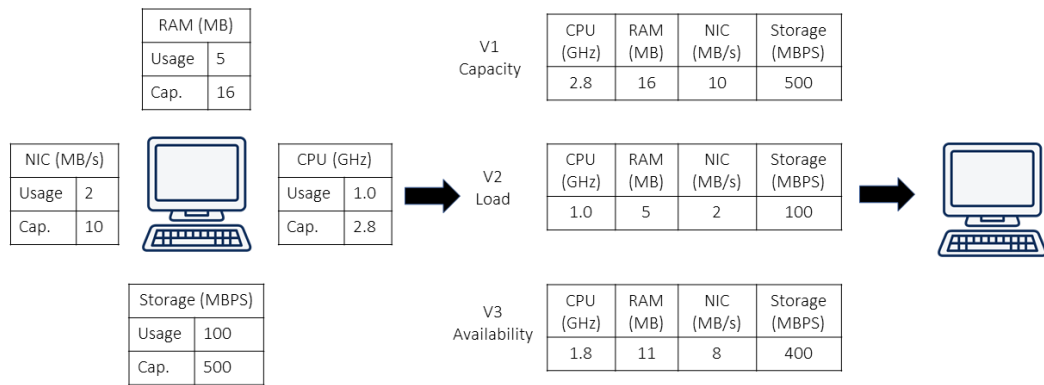 RAM (MB)
Usage 5
Cap. 16
NIC (MB/s)
Usage 2
Cap. 10
CPU (GHz)
Usage 1.0
Cap. 2.8
Storage (MBPS)
Usage 100
Cap. 500
V1
Capacity
CPU RAM NIC Storage
(GHz) (MB) (MB/s) (MBPS)
2.8 16 10 500
V2
Load
CPU RAM NIC Storage
(GHz) (MB) (MB/s) (MBPS)
1.0 5 2 100
V3
Availability
CPU RAM NIC Storage
(GHz) (MB) (MB/s) (MBPS)
1.8 11 8 400